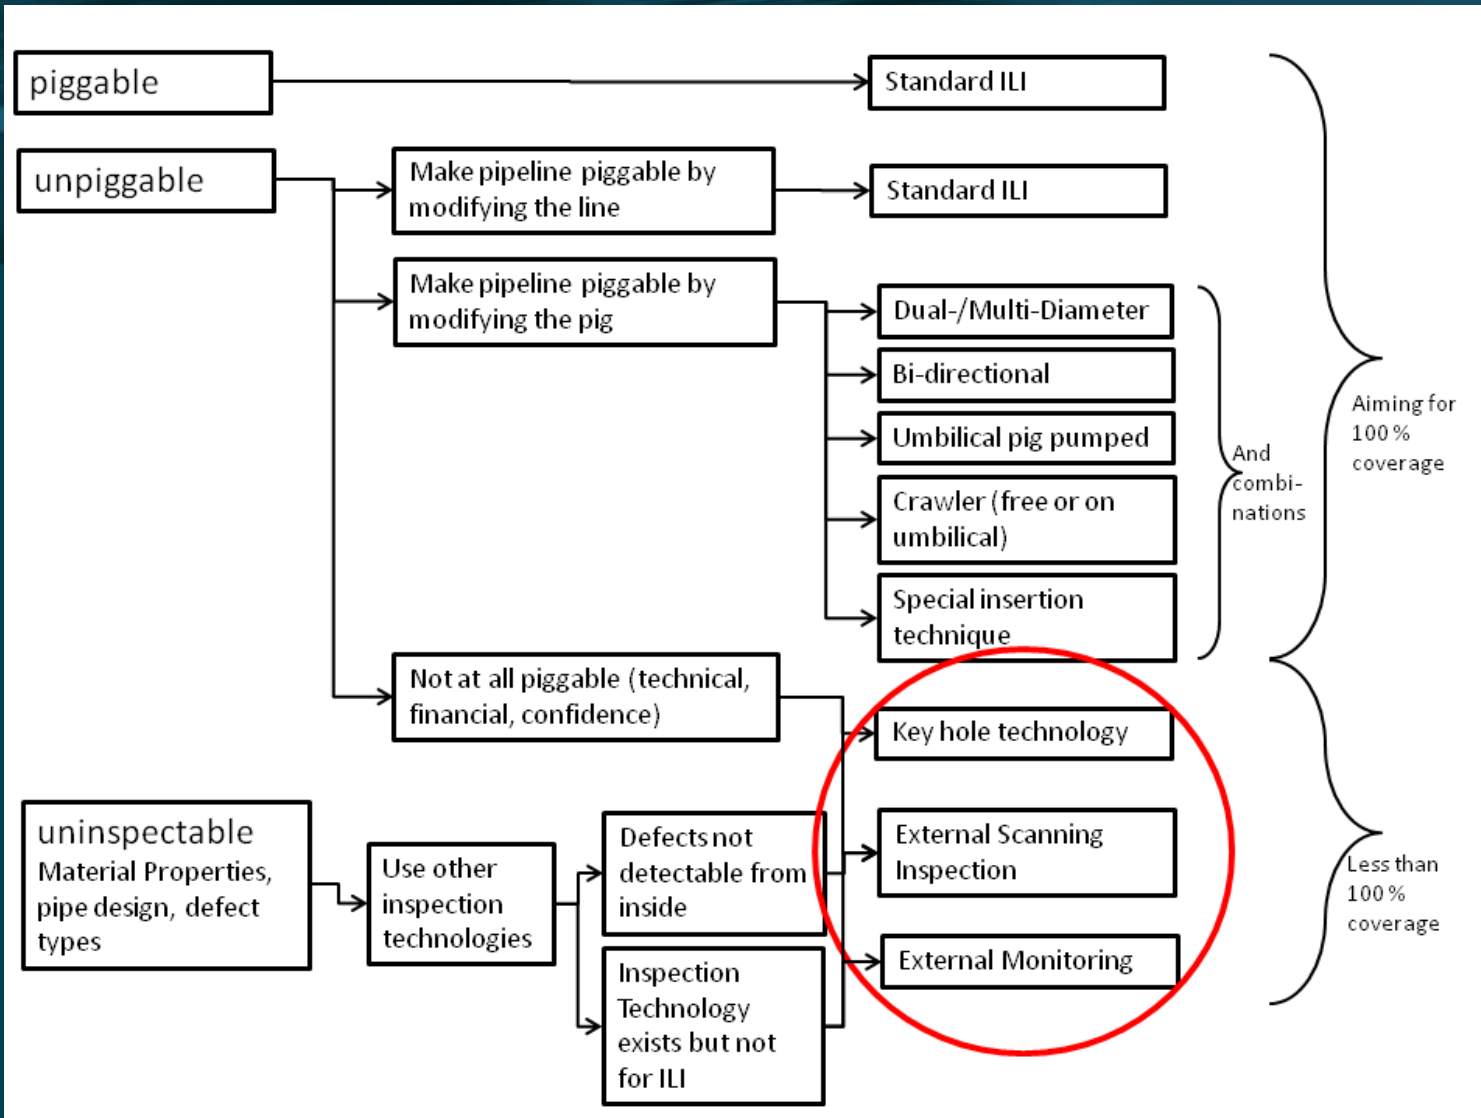 piggable
Standard ILI
unpiggable
Make pipeline piggable by
modifying the line
Standard ILI
Make pipeline piggable by
modifying the pig
Dual-/Multi-Diameter
Bi-directional
Umbilical pig pumped
Crawler (free or on
umbilical)
Special insertion
technique
And
combi-
nations
Aiming for
100 %
coverage
Not at all piggable (technical,
financial, confidence)
Key hole technology
uninspectable
Material Properties,
pipe design, defect
types
Use other
inspection
technologies
Defects not
detectable from
inside
Inspection
Technology
exists but not
for ILI
External Scanning
Inspection
External Monitoring
Less than
100 %
coverage